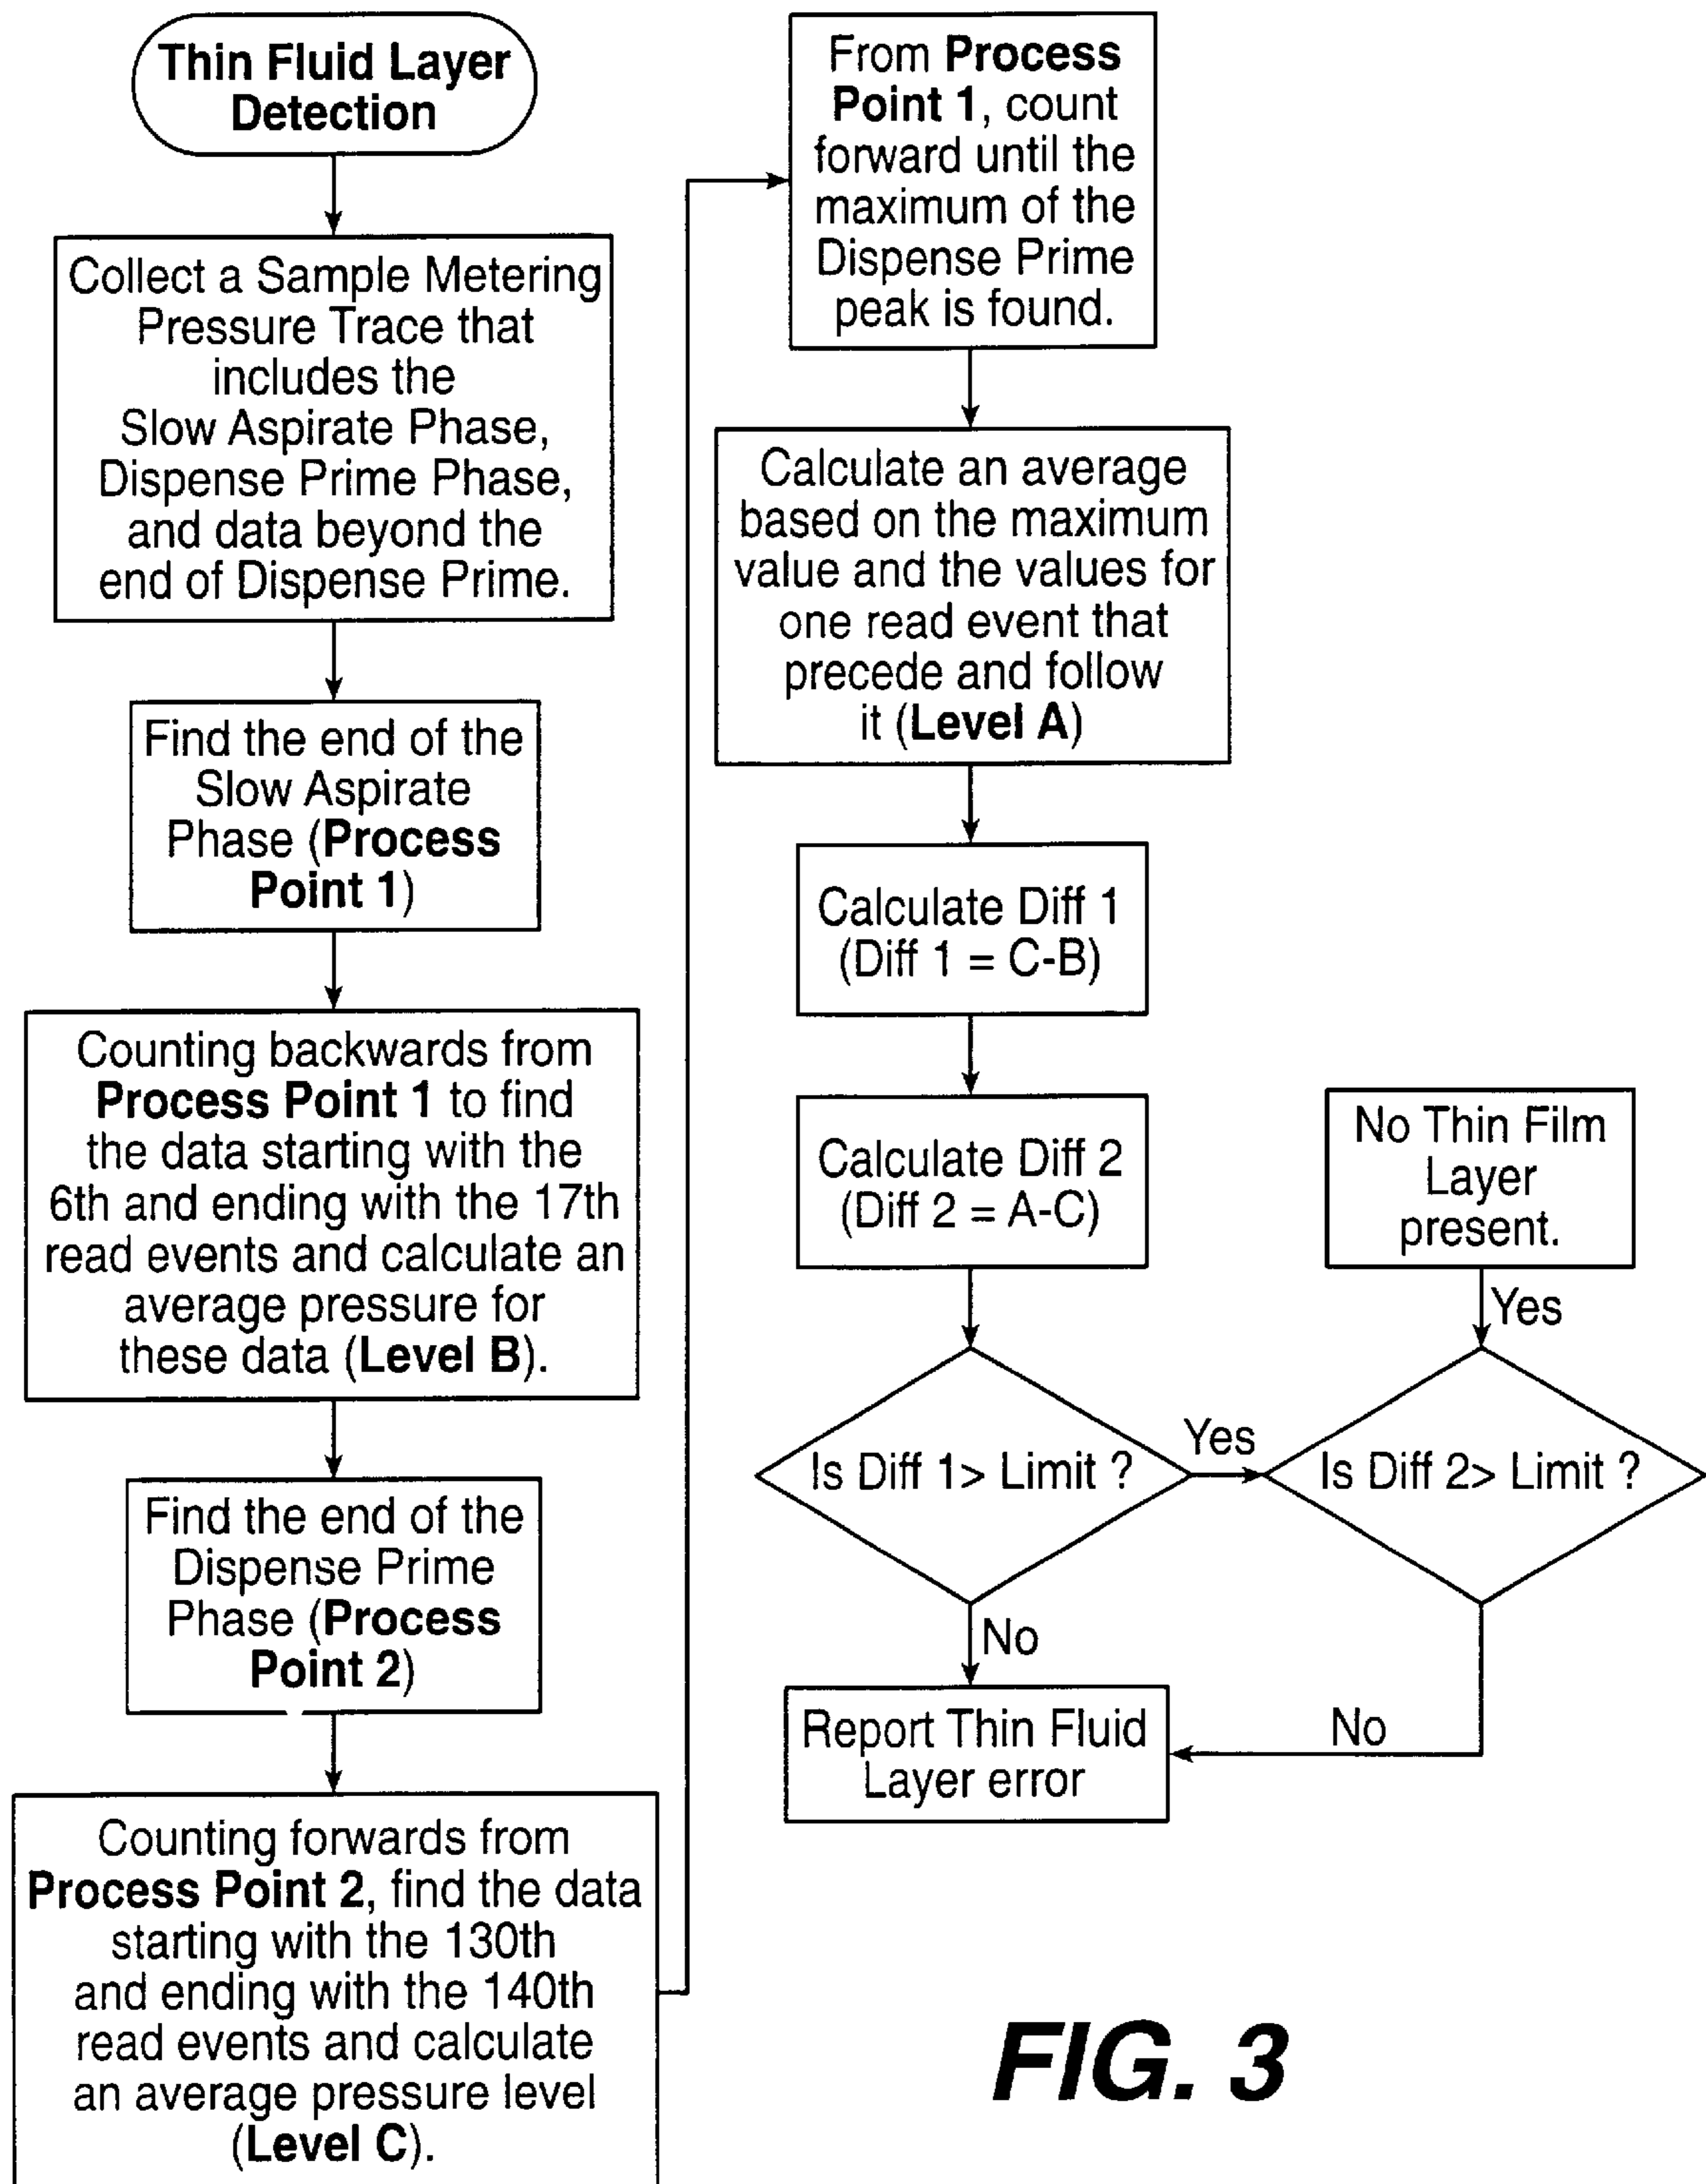 Thin Fluid Layer
Detection
Collect a Sample Metering
Pressure Trace that
includes the
Slow Aspirate Phase,
Dispense Prime Phase,
and data beyond the
end of Dispense Prime.
Find the end of the
Slow Aspirate
Phase (Process
Point 1)
Counting backwards from
Process Point 1 to find
the data starting with the
6th and ending with the 17th
read events and calculate an
average pressure for
these data (Level B).
Find the end of the
Dispense Prime
Phase (Process
Point 2)
Counting forwards from
Process Point 2, find the data
starting with the 130th
and ending with the 140th
read events and calculate
an average pressure level
(Level C).
From Process
Point 1, count
forward until the
maximum of the
Dispense Prime
peak is found.
Calculate an average
based on the maximum
value and the values for
one read event that
precede and follow
it (Level A)
Calculate Diff 1
(Diff 1 = C-B)
Calculate Diff 2
(Diff 2 = A-C)
No Thin Film
Layer
present.
Yes
Is Diff 1> Limit ?
Yes
Is Diff 2> Limit ?
No
No
Report Thin Fluid
Layer error
FIG. 3